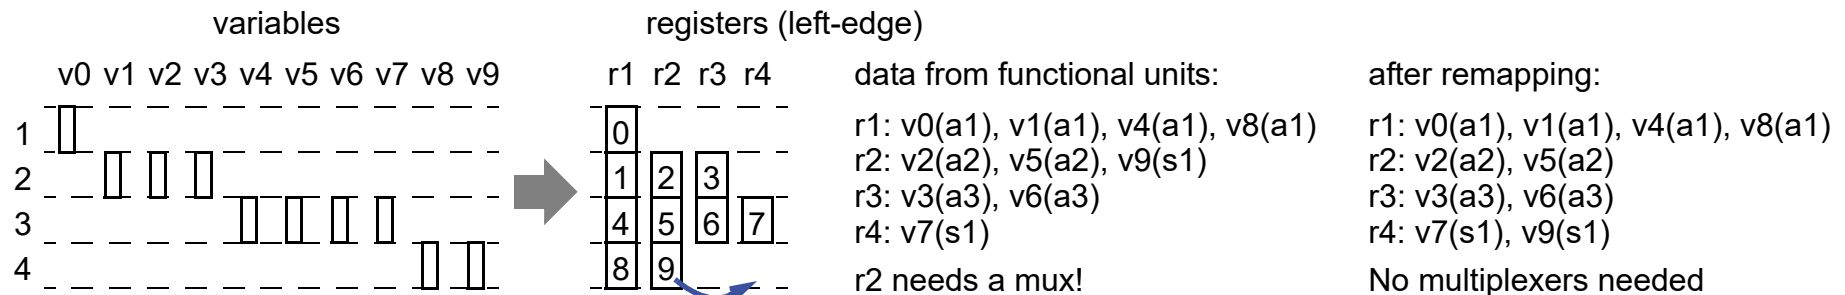 variables
registers (left-edge)
v0 v1 v2 v3 v4 v5 v6 v7 v8 v9
r1 r2 r3 r4
data from functional units:
after remapping:
1
0
r1: v0(a1), v1(a1), v4(a1), v8(a1)
r1: v0(a1), v1(a1), v4(a1), v8(a1)
2
1 2 3
r2: v2(a2), v5(a2), v9(s1)
r2: v2(a2), v5(a2)
r3: v3(a3), v6(a3)
r3: v3(a3), v6(a3)
3
4 5 6 7
r4: v7(s1)
r4: v7(s1), v9(s1)
4
8 9
r2 needs a mux!
No multiplexers needed